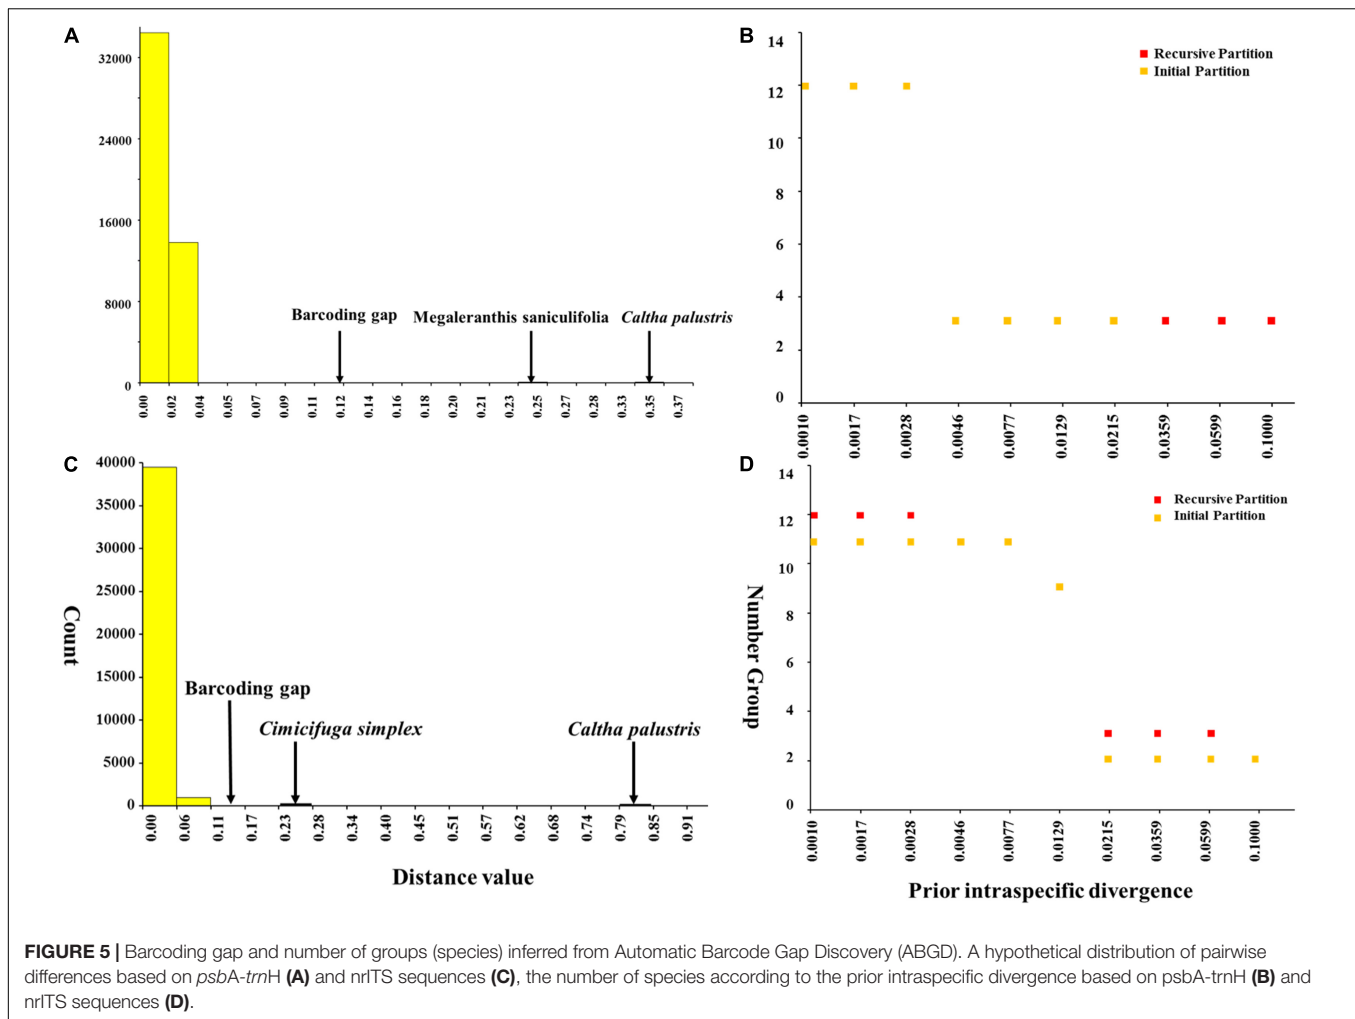 A
32000
24000
16000
8000
0
Barcoding gap
Megaleranthis saniculifolia
Caltha palustris
0.00 0.02 0.04 0.05 0.07 0.09 0.11 0.12 0.14 0.16 0.18 0.20 0.21 0.23 0.25 0.27 0.28 0.33 0.35 0.37
B
14
12
10
8
6
4
2
0
Recursive Partition
Initial Partition
0.0010 0.0017 0.0028 0.0046 0.0077 0.0129 0.0215 0.0359 0.0599 0.1000
C
40000
35000
30000
25000
20000
15000
10000
5000
0
Count
Barcoding gap
Cimicifuga simplex
Caltha palustris
0.00 0.06 0.11 0.17 0.23 0.28 0.34 0.40 0.45 0.51 0.57 0.62 0.68 0.74 0.79 0.85 0.91
Distance value
D
14
12
10
8
6
4
2
0
Number Group
Recursive Partition
Initial Partition
0.0010 0.0017 0.0028 0.0046 0.0077 0.0129 0.0215 0.0359 0.0599 0.1000
Prior intraspecific divergence
FIGURE 5 | Barcoding gap and number of groups (species) inferred from Automatic Barcode Gap Discovery (ABGD). A hypothetical distribution of pairwise
differences based on psbA-trnH (A) and nrITS sequences (C), the number of species according to the prior intraspecific divergence based on psbA-trnH (B) and
nrITS sequences (D).